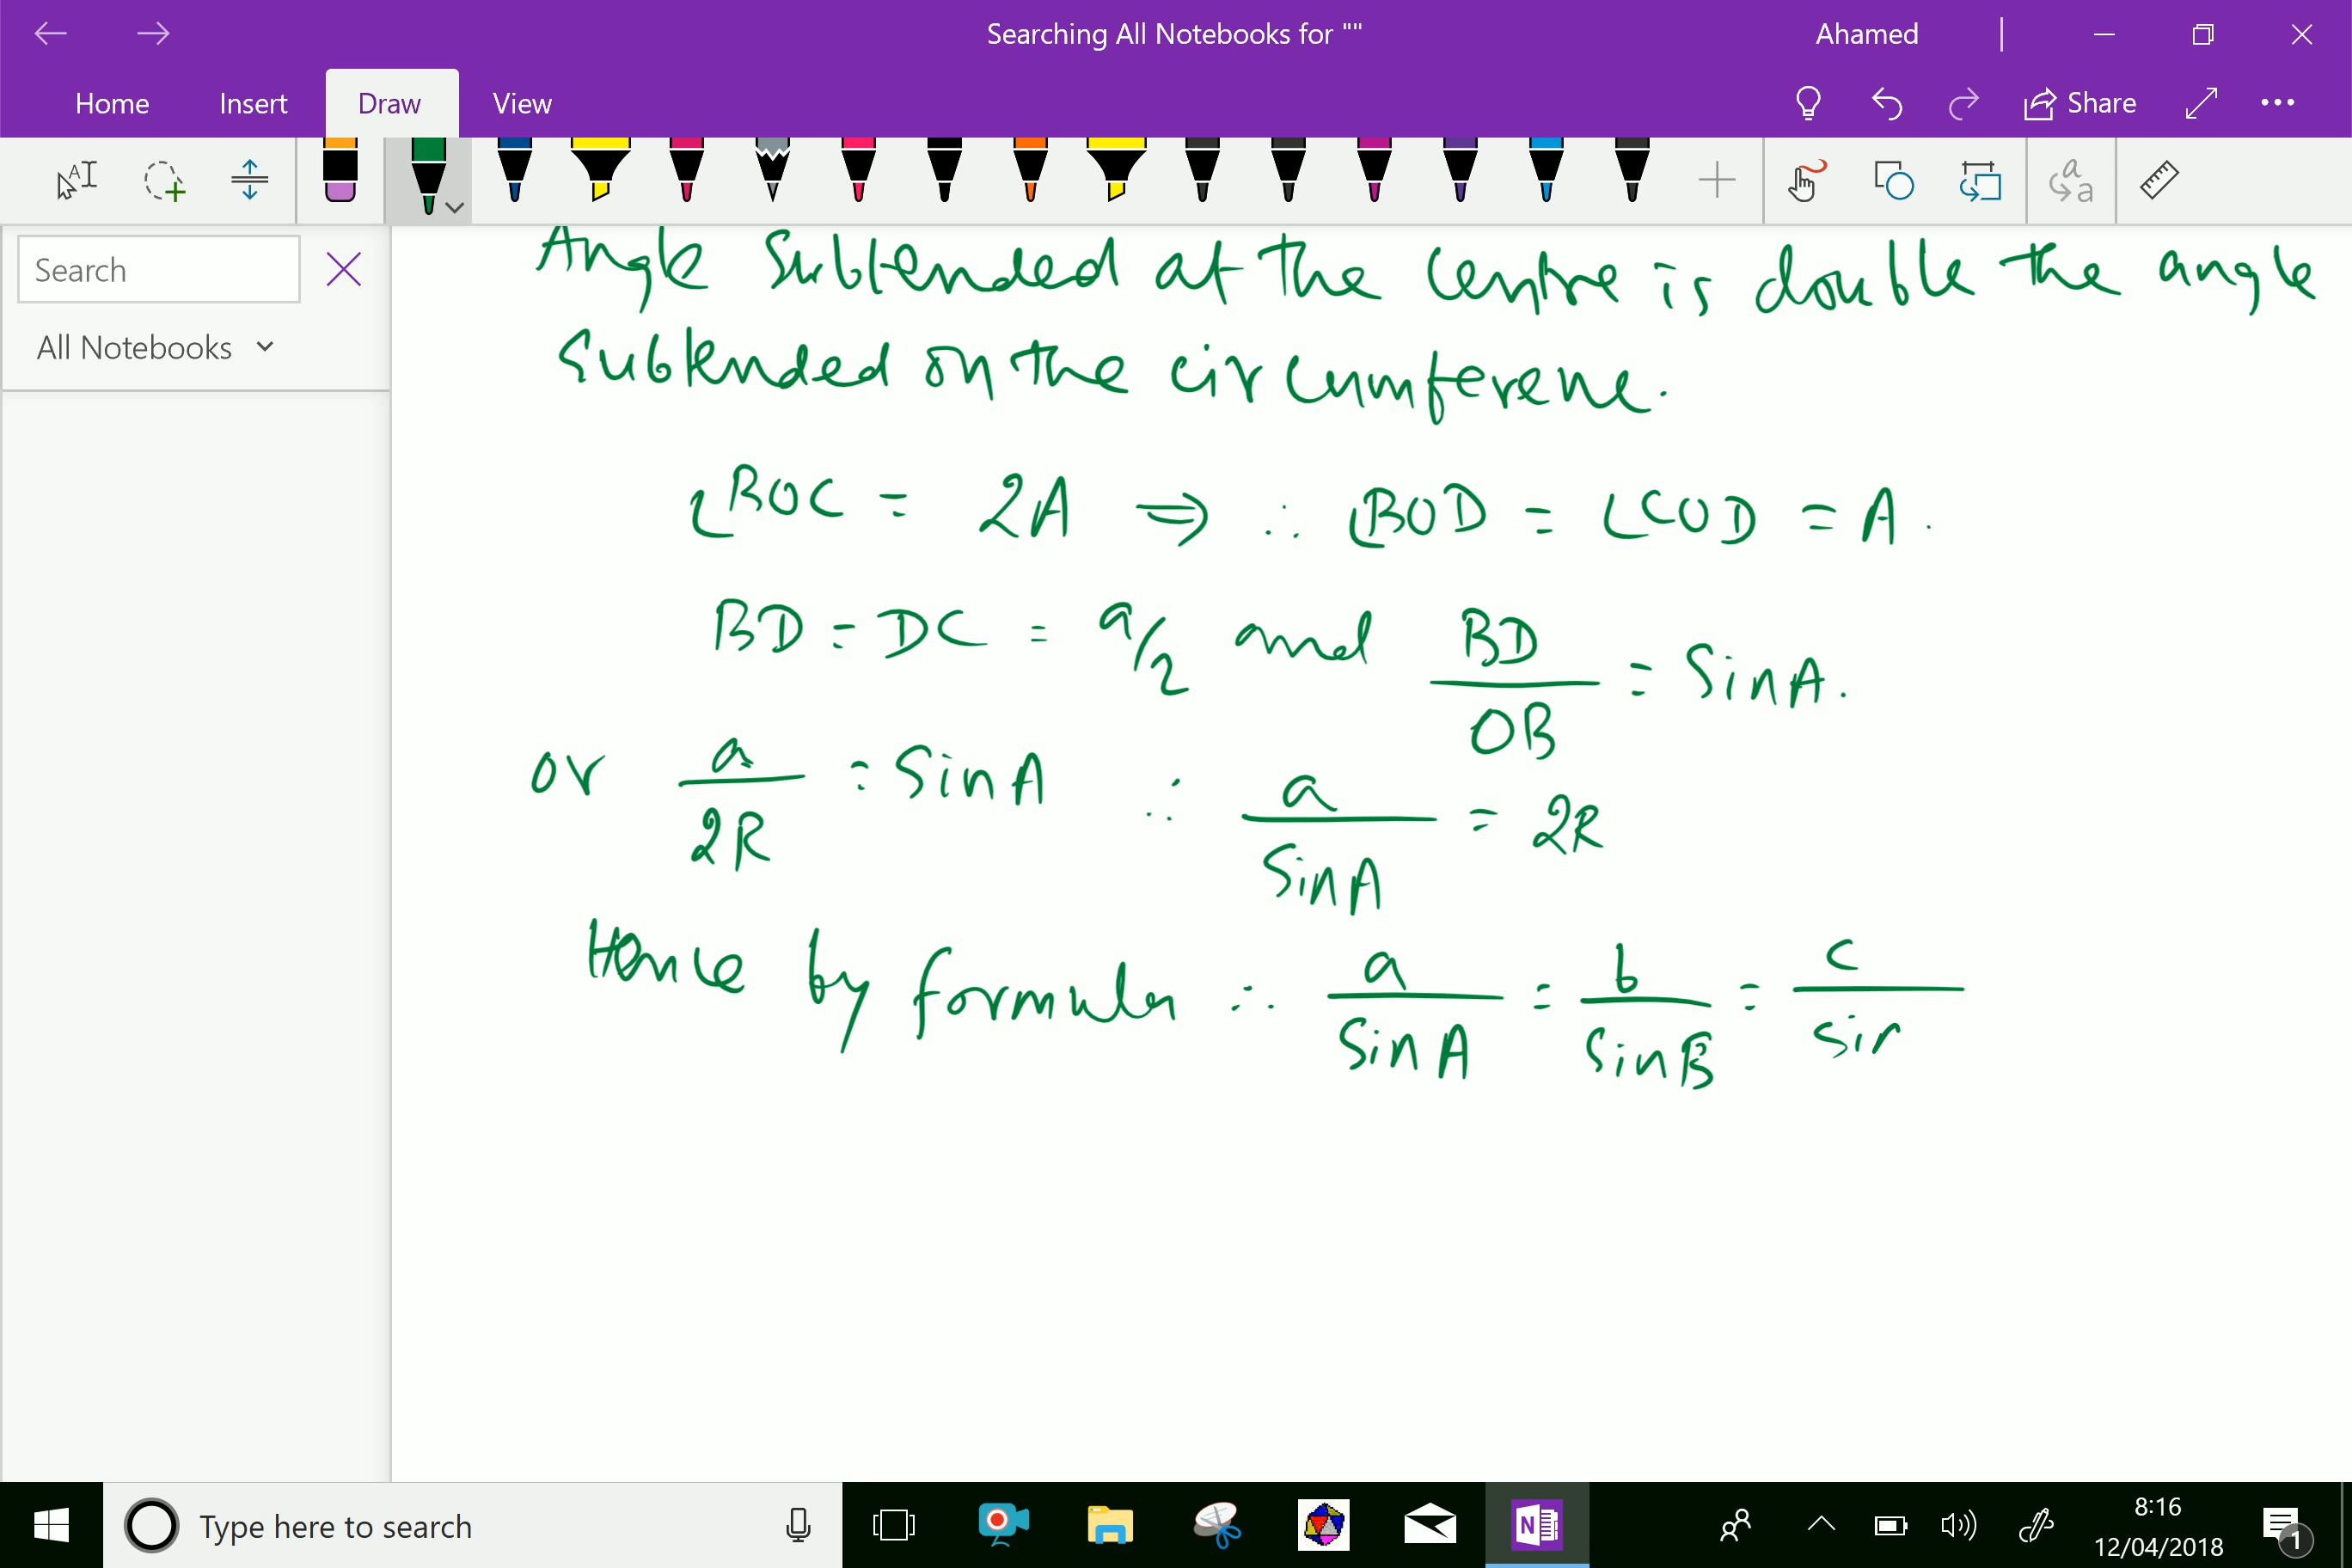 Searching All Notebooks for ""
Ahamed
Home Insert Draw View
Share
Search
All Notebooks
Angle Subtended at the Centre is double the angle
Subtended on the circumference.
∠BOC = 2A ⇒ ∴ ∠BOD = ∠COD = A.
BD = DC = a/2 and BD/OB = SinA.
or a/2R = SinA ∴ a/SinA = 2R
Hence by formula ∴ a/SinA = b/SinB = c/Sin
Type here to search
N
8:16
12/04/2018
1